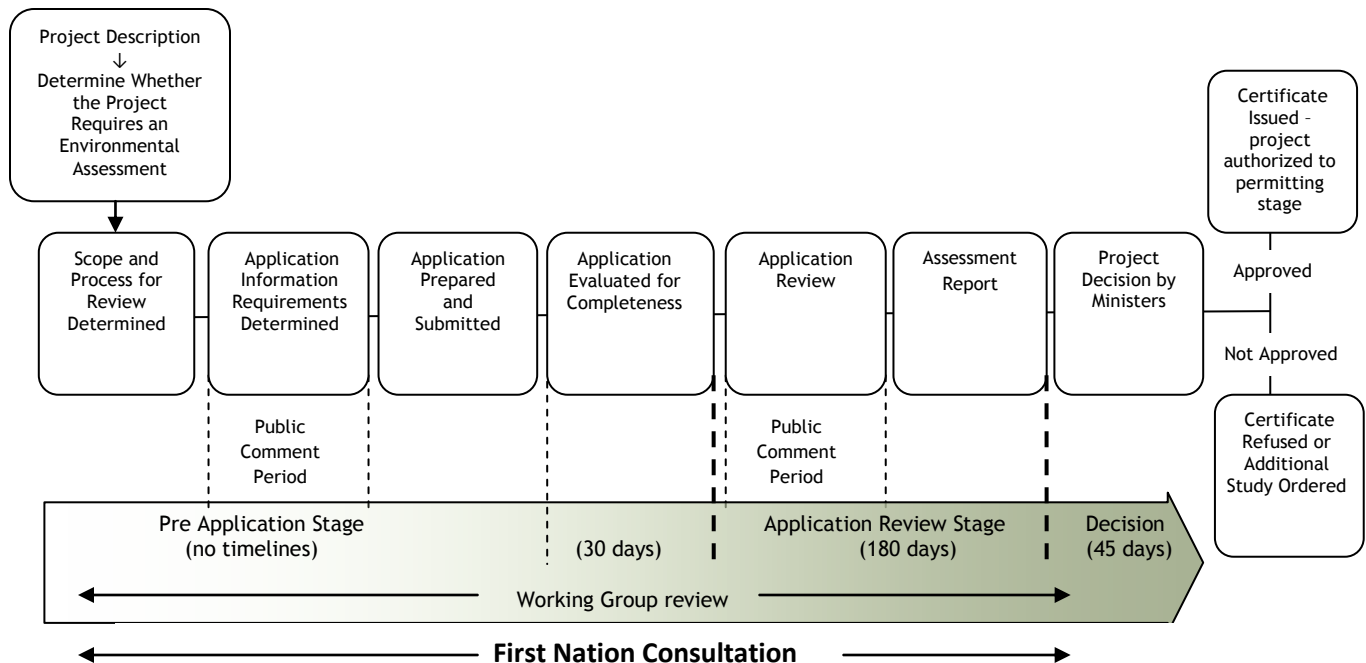 Project Description
↓
Determine Whether
the Project
Requires an
Environmental
Assessment
Scope and
Process for
Review
Determined
Application
Information
Requirements
Determined
Application
Prepared
and
Submitted
Application
Evaluated for
Completeness
Application
Review
Assessment
Report
Project
Decision by
Ministers
Certificate
Issued –
project
authorized to
permitting
stage
Approved
Not Approved
Certificate
Refused or
Additional
Study Ordered
Public
Comment
Period
Public
Comment
Period
Pre Application Stage
(no timelines)
(30 days)
Application Review Stage
(180 days)
Decision
(45 days)
Working Group review
First Nation Consultation